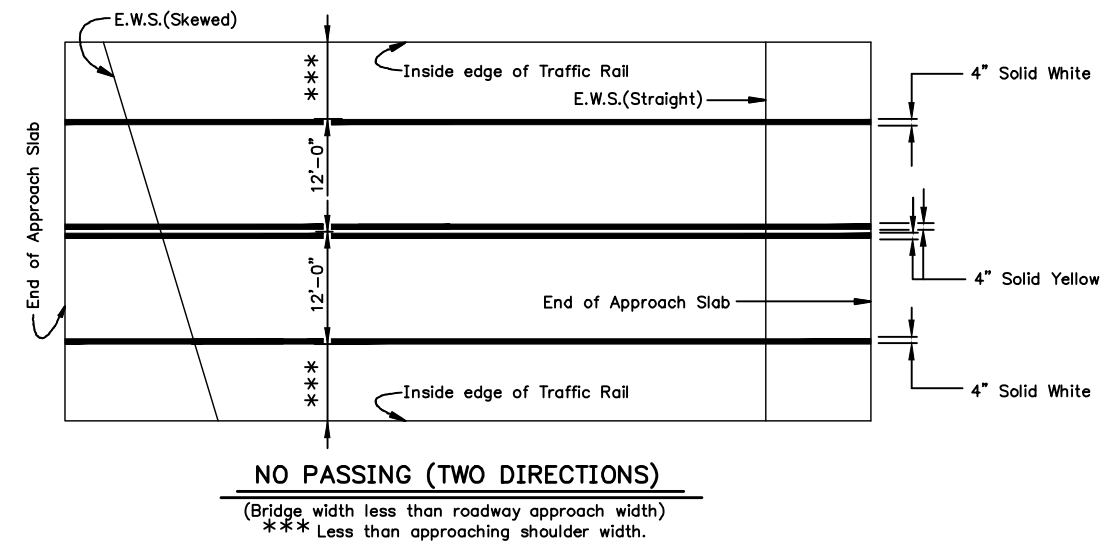 E.W.S.(Skewed)
***
Inside edge of Traffic Rail
4" Solid White
E.W.S.(Straight)
End of Approach Slab
12'-0"
12'-0"
4" Solid Yellow
End of Approach Slab
***
Inside edge of Traffic Rail
4" Solid White
NO PASSING (TWO DIRECTIONS)
(Bridge width less than roadway approach width)
*** Less than approaching shoulder width.